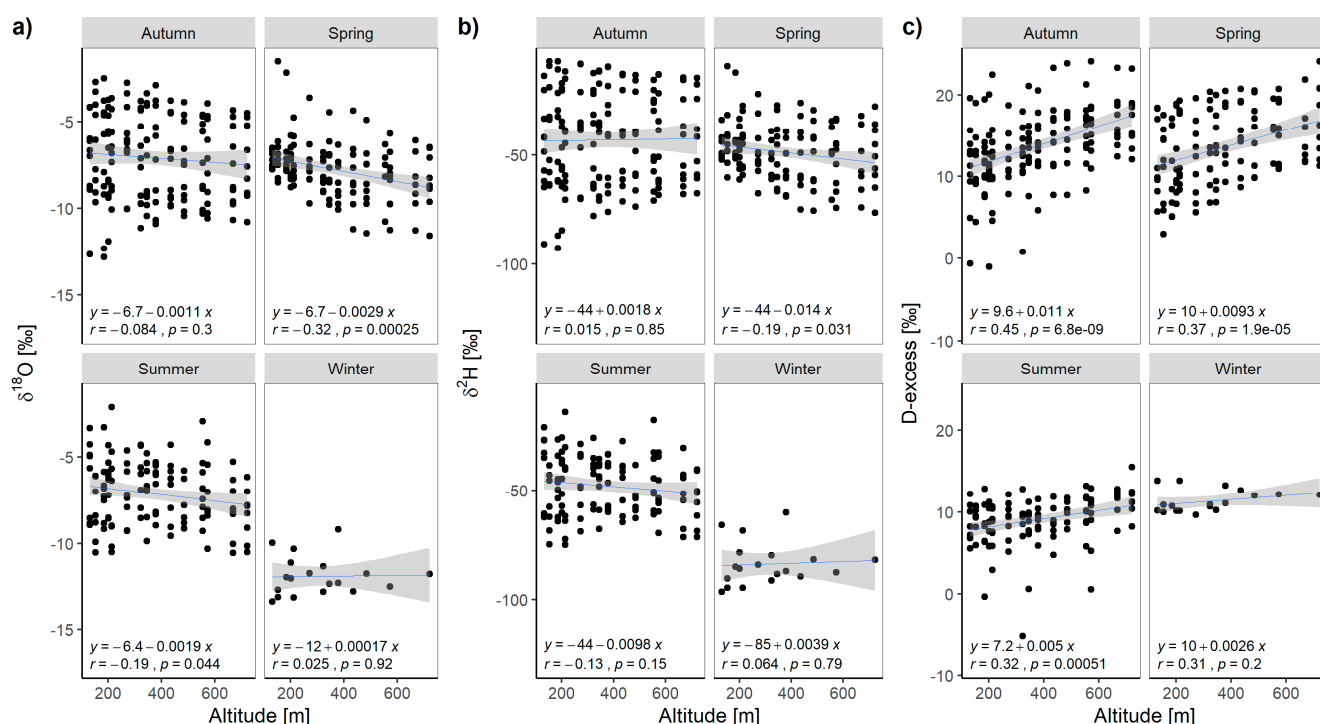 a)
Autumn
Spring
-5
-10
-15
y = −6.7 − 0.0011 x
r = −0.084 , p = 0.3
y = −6.7 − 0.0029 x
r = −0.32 , p = 0.00025
δ18O [‰]
Summer
Winter
-5
-10
-15
y = −6.4 − 0.0019 x
r = −0.19 , p = 0.044
y = −12 + 0.00017 x
r = 0.025 , p = 0.92
200 400 600 200 400 600
Altitude [m]
b)
Autumn
Spring
-50
-100
y = −44 + 0.0018 x
r = 0.015 , p = 0.85
y = −44 − 0.014 x
r = −0.19 , p = 0.031
δ2H [‰]
Summer
Winter
-50
-100
y = −44 − 0.0098 x
r = −0.13 , p = 0.15
y = −85 + 0.0039 x
r = 0.064 , p = 0.79
200 400 600 200 400 600
Altitude [m]
c)
Autumn
Spring
20
10
0
-10
y = 9.6 + 0.011 x
r = 0.45 , p = 6.8e−09
y = 10 + 0.0093 x
r = 0.37 , p = 1.9e−05
D-excess [‰]
Summer
Winter
20
10
0
-10
y = 7.2 + 0.005 x
r = 0.32 , p = 0.00051
y = 10 + 0.0026 x
r = 0.31 , p = 0.2
200 400 600 200 400 600
Altitude [m]